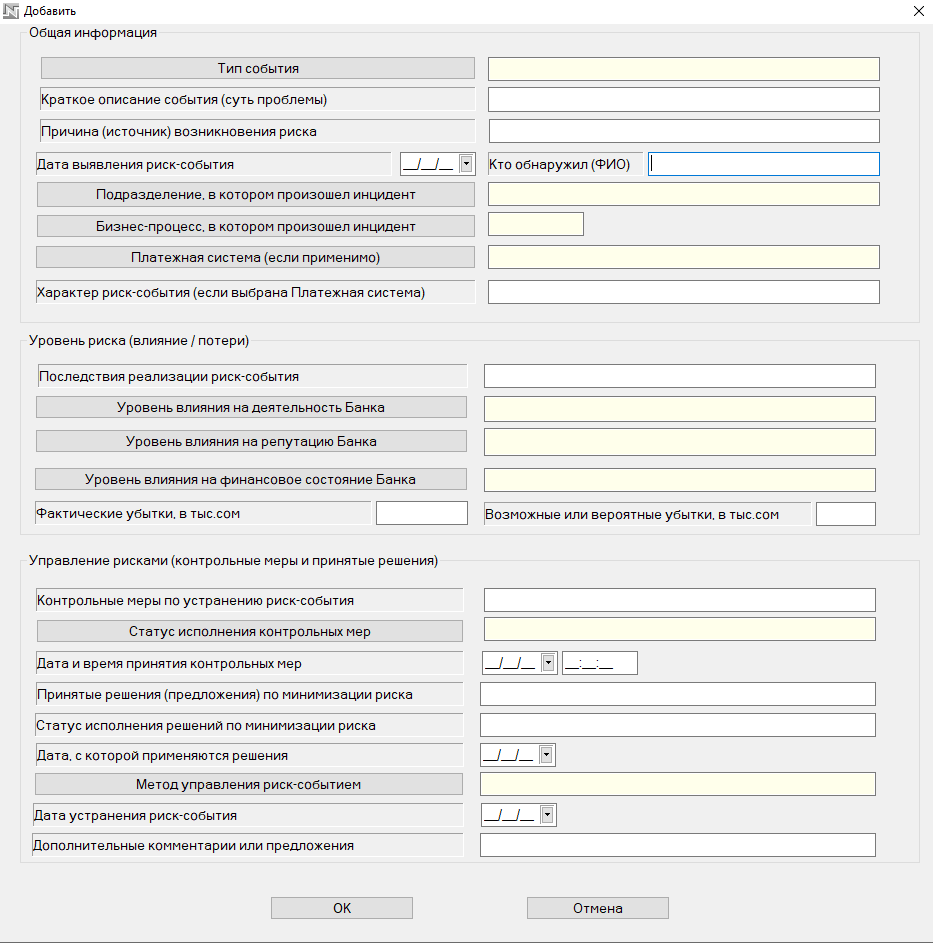 Добавить
Общая информация
Тип события
Краткое описание события (суть проблемы)
Причина (источник) возникновения риска
Дата выявления риск-события __/__/__ Кто обнаружил (ФИО)
Подразделение, в котором произошел инцидент
Бизнес-процесс, в котором произошел инцидент
Платежная система (если применимо)
Характер риск-события (если выбрана Платежная система)
Уровень риска (влияние / потери)
Последствия реализации риск-события
Уровень влияния на деятельность Банка
Уровень влияния на репутацию Банка
Уровень влияния на финансовое состояние Банка
Фактические убытки, в тыс.сом Возможные или вероятные убытки, в тыс.сом
Управление рисками (контрольные меры и принятые решения)
Контрольные меры по устранению риск-события
Статус исполнения контрольных мер
Дата и время принятия контрольных мер __/__/__ __:__:__
Принятые решения (предложения) по минимизации риска
Статус исполнения решений по минимизации риска
Дата, с которой применяются решения __/__/__
Метод управления риск-событием
Дата устранения риск-события __/__/__
Дополнительные комментарии или предложения
OK Отмена